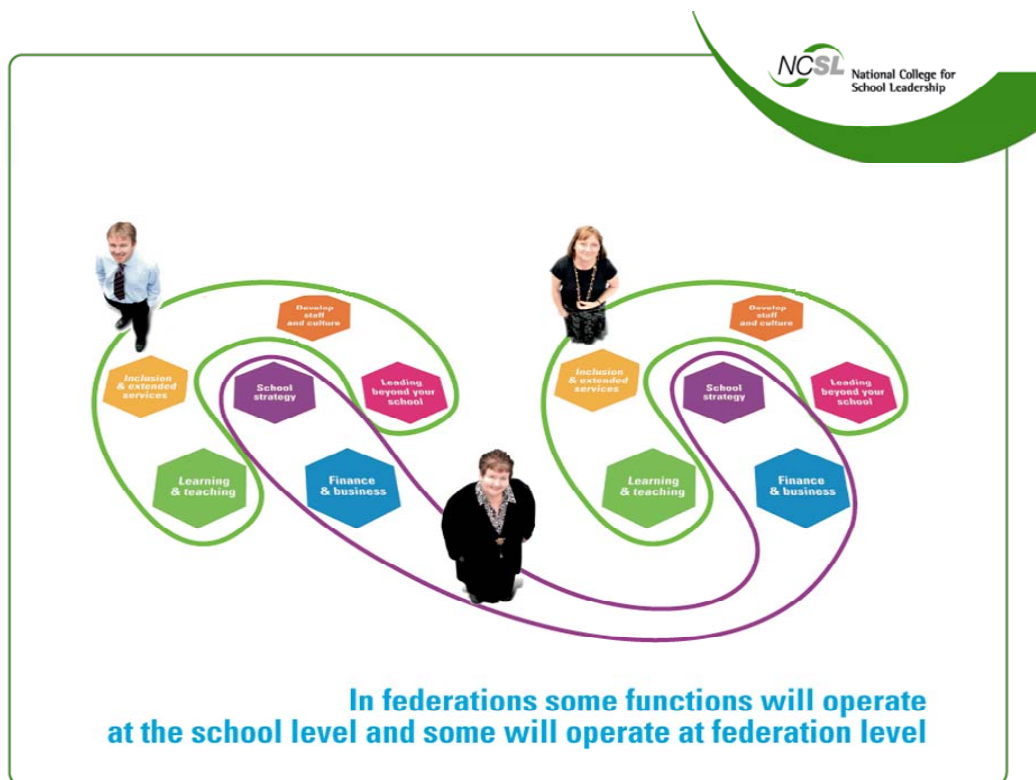 NCSL
National College for
School Leadership
Develop
staff
and culture
Inclusion
& extended
services
School
strategy
Leading
beyond your
school
Learning
& teaching
Finance
& business
Develop
staff
and culture
Inclusion
& extended
services
School
strategy
Leading
beyond your
school
Learning
& teaching
Finance
& business
In federations some functions will operate
at the school level and some will operate at federation level